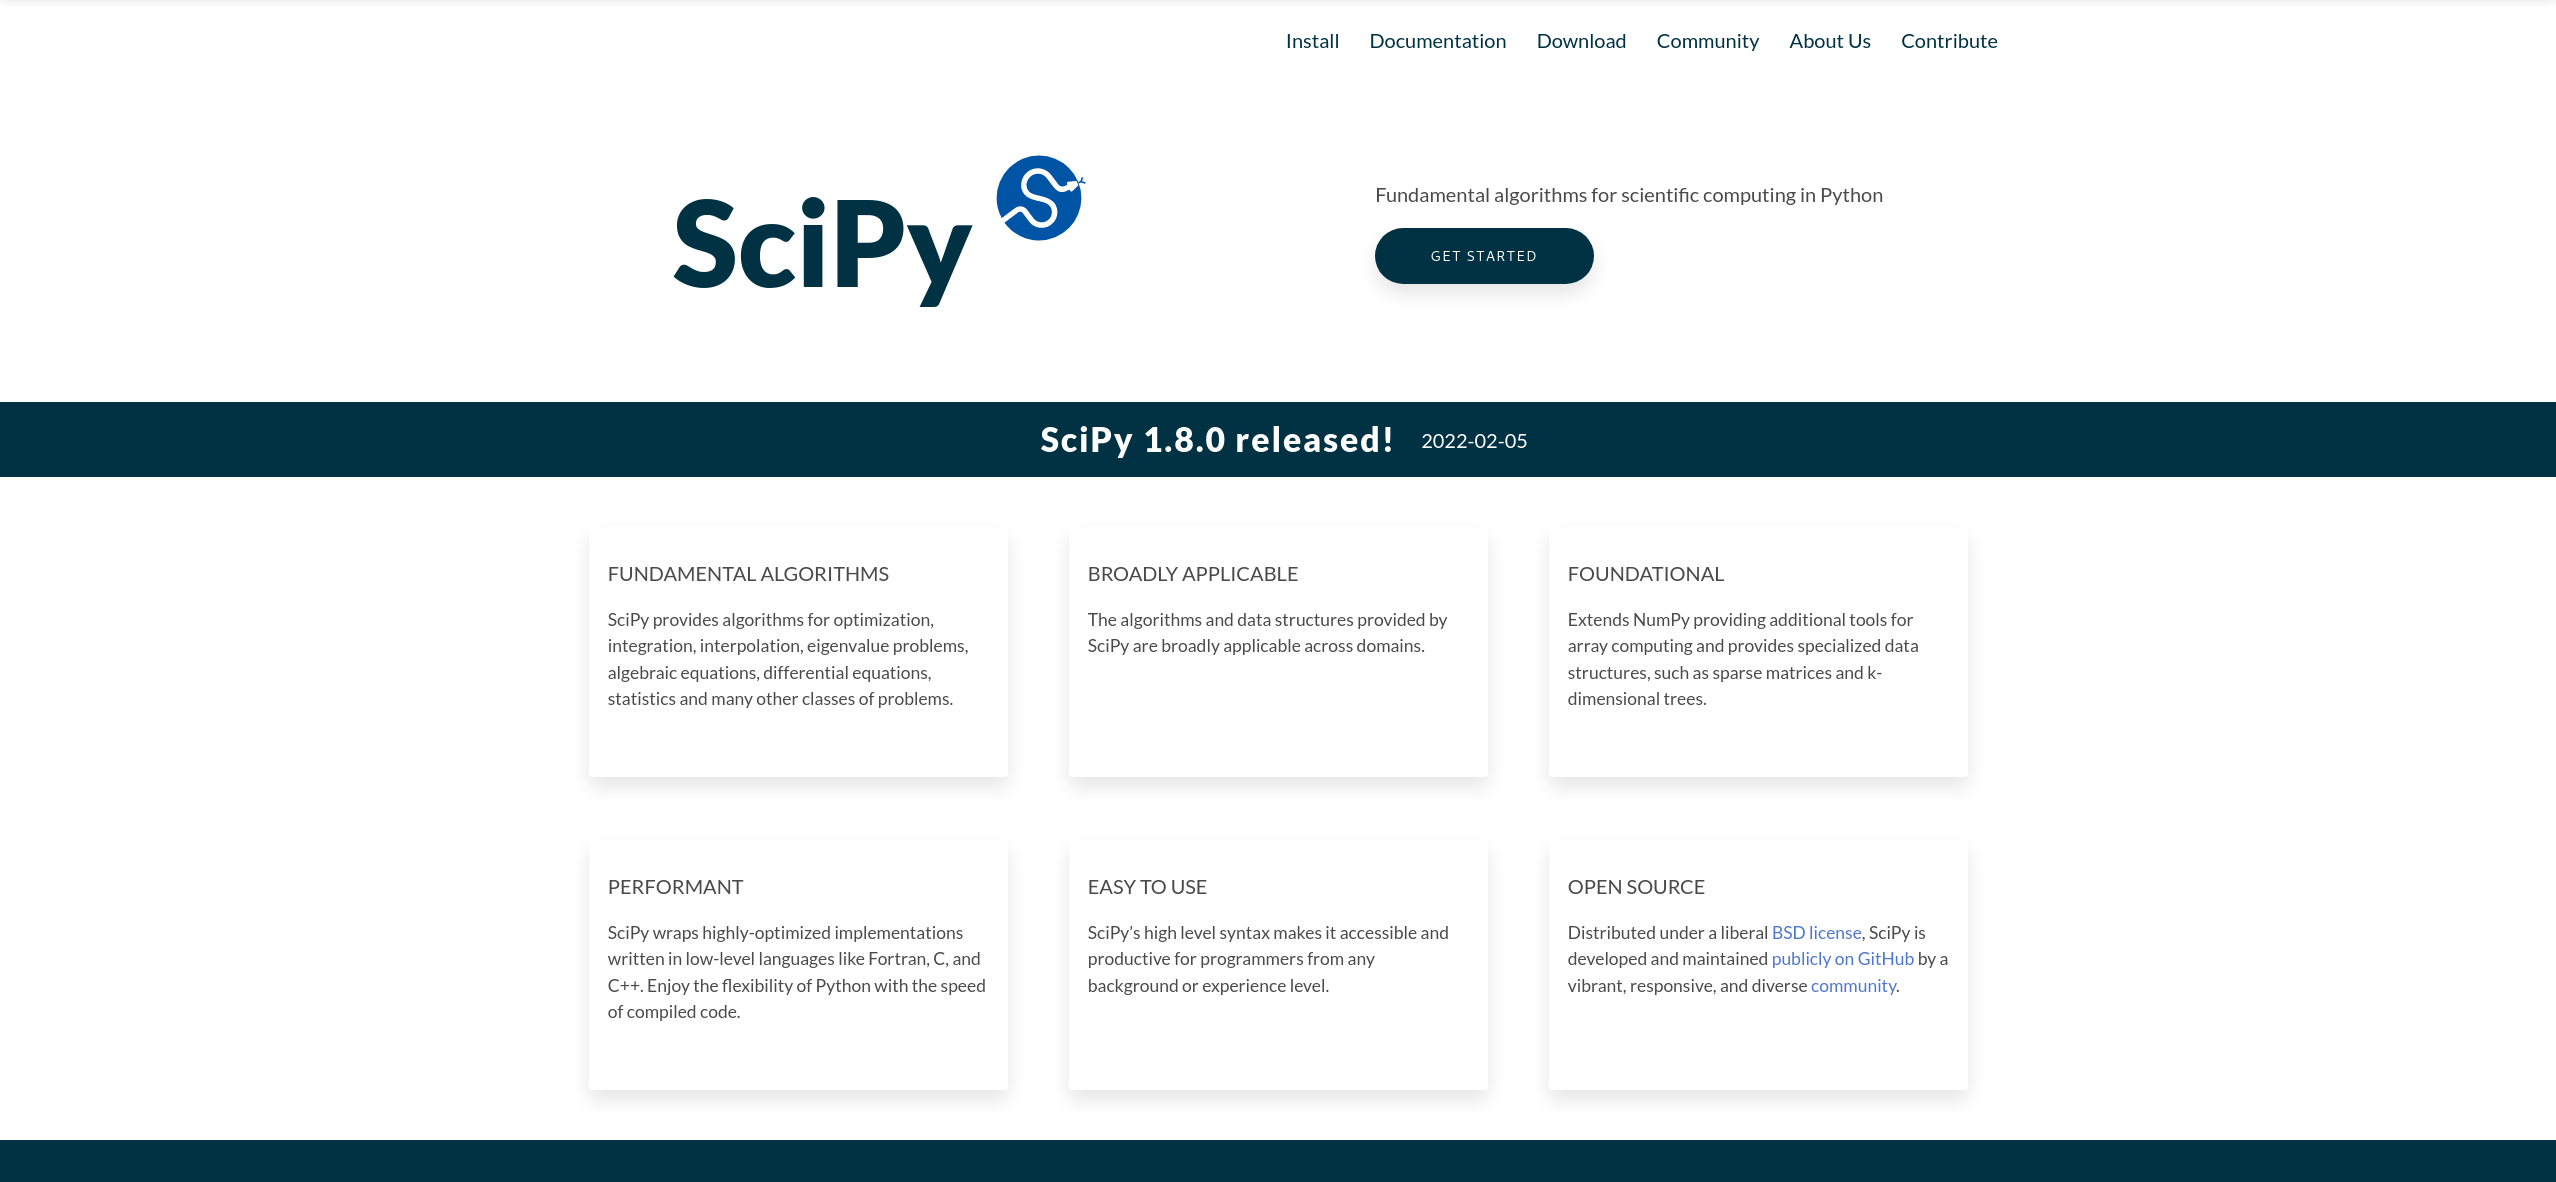 Install Documentation Download Community About Us Contribute
SciPy
Fundamental algorithms for scientific computing in Python
GET STARTED
SciPy 1.8.0 released! 2022-02-05
FUNDAMENTAL ALGORITHMS
SciPy provides algorithms for optimization,
integration, interpolation, eigenvalue problems,
algebraic equations, differential equations,
statistics and many other classes of problems.
BROADLY APPLICABLE
The algorithms and data structures provided by
SciPy are broadly applicable across domains.
FOUNDATIONAL
Extends NumPy providing additional tools for
array computing and provides specialized data
structures, such as sparse matrices and k-
dimensional trees.
PERFORMANT
SciPy wraps highly-optimized implementations
written in low-level languages like Fortran, C, and
C++. Enjoy the flexibility of Python with the speed
of compiled code.
EASY TO USE
SciPy’s high level syntax makes it accessible and
productive for programmers from any
background or experience level.
OPEN SOURCE
Distributed under a liberal BSD license, SciPy is
developed and maintained publicly on GitHub by a
vibrant, responsive, and diverse community.